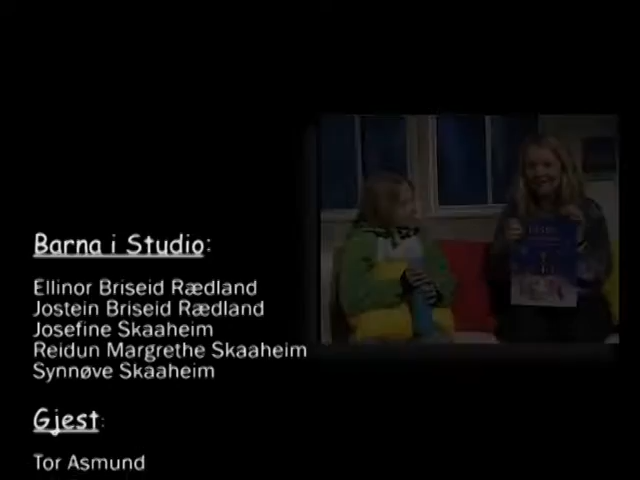 Barna i Studio:
Ellinor Briseid Rædland
Jostein Briseid Rædland
Josefine Skaaheim
Reidun Margrethe Skaaheim
Synnøve Skaaheim
Gjest:
Tor Asmund